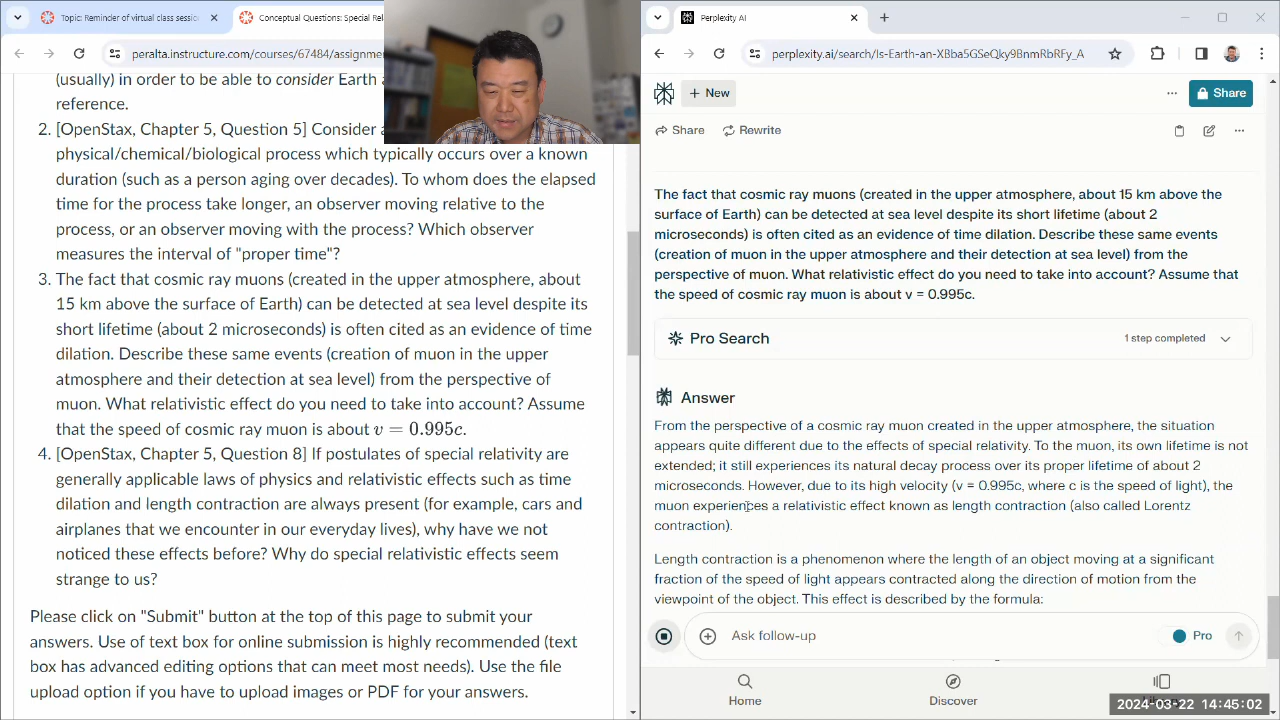 Topic: Reminder of virtual class sessio
Conceptual Questions: Special Rel
peralta.instructure.com/courses/67484/assignme
(usually) in order to be able to consider Earth
reference.
2. [OpenStax, Chapter 5, Question 5] Consider
physical/chemical/biological process which typically occurs over a known
duration (such as a person aging over decades). To whom does the elapsed
time for the process take longer, an observer moving relative to the
process, or an observer moving with the process? Which observer
measures the interval of "proper time"?
3. The fact that cosmic ray muons (created in the upper atmosphere, about
15 km above the surface of Earth) can be detected at sea level despite its
short lifetime (about 2 microseconds) is often cited as an evidence of time
dilation. Describe these same events (creation of muon in the upper
atmosphere and their detection at sea level) from the perspective of
muon. What relativistic effect do you need to take into account? Assume
that the speed of cosmic ray muon is about v = 0.995c.
4. [OpenStax, Chapter 5, Question 8] If postulates of special relativity are
generally applicable laws of physics and relativistic effects such as time
dilation and length contraction are always present (for example, cars and
airplanes that we encounter in our everyday lives), why have we not
noticed these effects before? Why do special relativistic effects seem
strange to us?
Please click on "Submit" button at the top of this page to submit your
answers. Use of text box for online submission is highly recommended (text
box has advanced editing options that can meet most needs). Use the file
upload option if you have to upload images or PDF for your answers.
Perplexity AI
perplexity.ai/search/Is-Earth-an-XBba5GSeQky9BnmRbRFy_A
New
Share
Share Rewrite
The fact that cosmic ray muons (created in the upper atmosphere, about 15 km above the
surface of Earth) can be detected at sea level despite its short lifetime (about 2
microseconds) is often cited as an evidence of time dilation. Describe these same events
(creation of muon in the upper atmosphere and their detection at sea level) from the
perspective of muon. What relativistic effect do you need to take into account? Assume that
the speed of cosmic ray muon is about v = 0.995c.
Pro Search 1 step completed
Answer
From the perspective of a cosmic ray muon created in the upper atmosphere, the situation
appears quite different due to the effects of special relativity. To the muon, its own lifetime is not
extended; it still experiences its natural decay process over its proper lifetime of about 2
microseconds. However, due to its high velocity (v = 0.995c, where c is the speed of light), the
muon experiences a relativistic effect known as length contraction (also called Lorentz
contraction).
Length contraction is a phenomenon where the length of an object moving at a significant
fraction of the speed of light appears contracted along the direction of motion from the
viewpoint of the object. This effect is described by the formula:
Ask follow-up
Pro
Home
Discover
2024-03-22 14:45:02